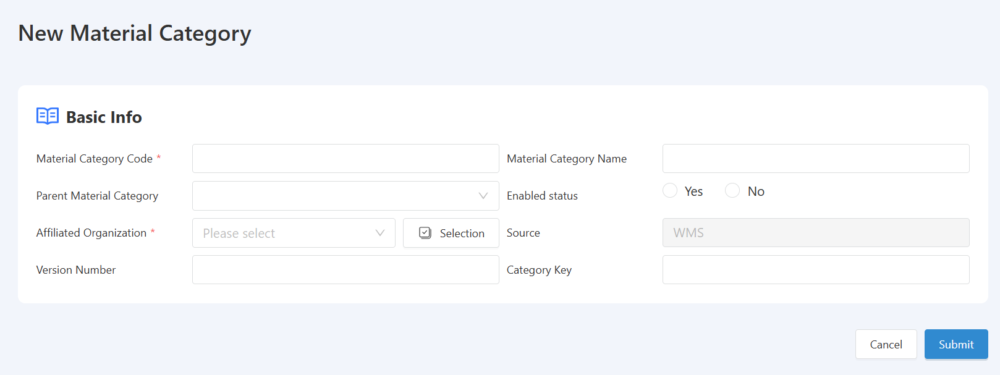 New Material Category
Basic Info
Material Category Code *
Material Category Name
Parent Material Category
Enabled status
Yes
No
Affiliated Organization *
Please select
Selection
Source
WMS
Version Number
Category Key
Cancel
Submit